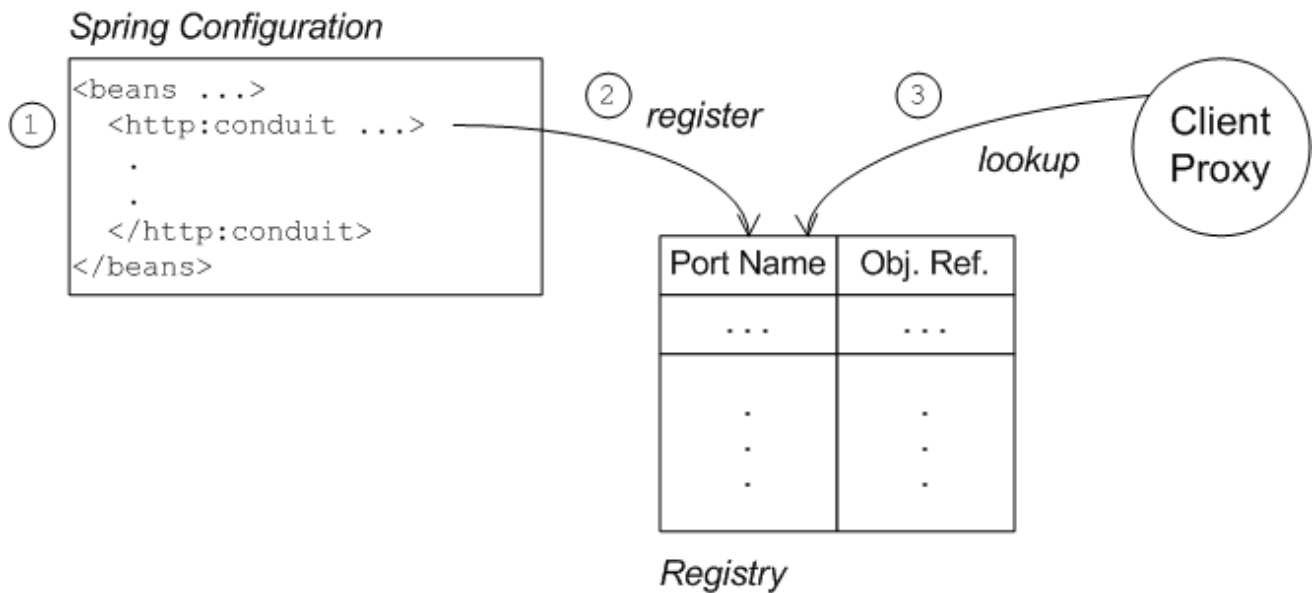 Spring Configuration
1
<beans ...>
<http:conduit ...>
.
.
</http:conduit>
</beans>
2
register
3
lookup
Client
Proxy
Port Name Obj. Ref.
... ...
. .
. .
. .
Registry